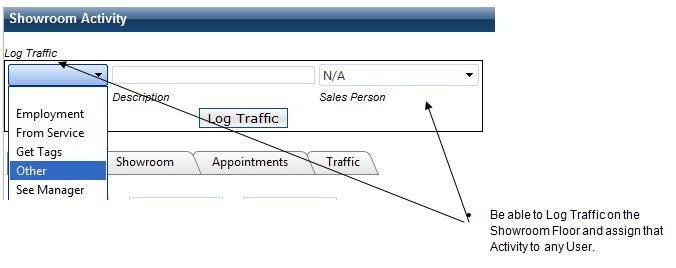 Showroom Activity
Log Traffic
N/A
Description
Sales Person
Log Traffic
Employment
From Service
Get Tags
Other
See Manager
Showroom
Appointments
Traffic
• Be able to Log Traffic on the
Showroom Floor and assign that
Activity to any User.